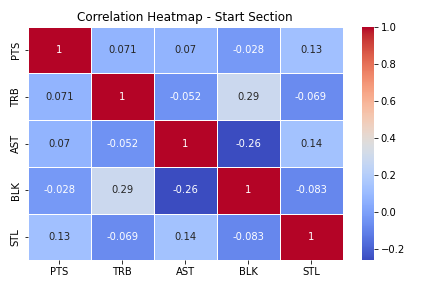 Correlation Heatmap - Start Section
PTS 1 0.071 0.07 -0.028 0.13
TRB 0.071 1 -0.052 0.29 -0.069
AST 0.07 -0.052 1 -0.26 0.14
BLK -0.028 0.29 -0.26 1 -0.083
STL 0.13 -0.069 0.14 -0.083 1
PTS TRB AST BLK STL
1.0
0.8
0.6
0.4
0.2
0.0
−0.2